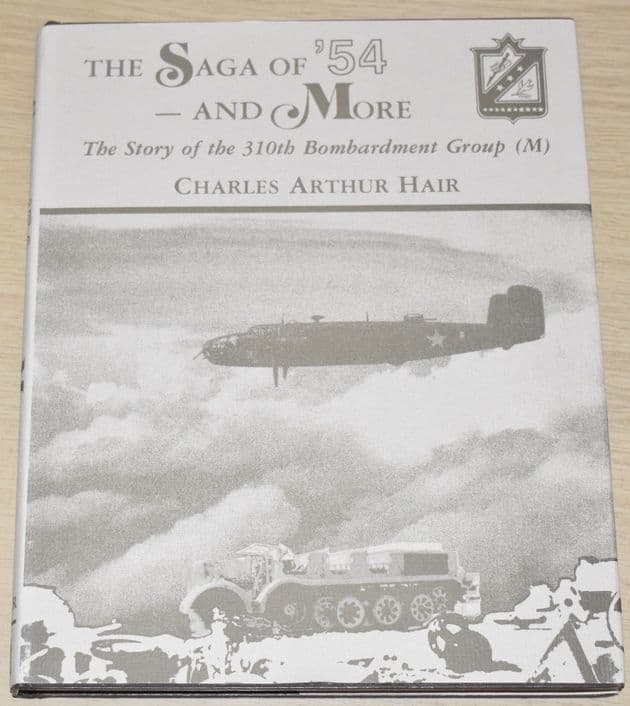 THE SAGA OF '54
— AND MORE
The Story of the 310th Bombardment Group (M)
CHARLES ARTHUR HAIR